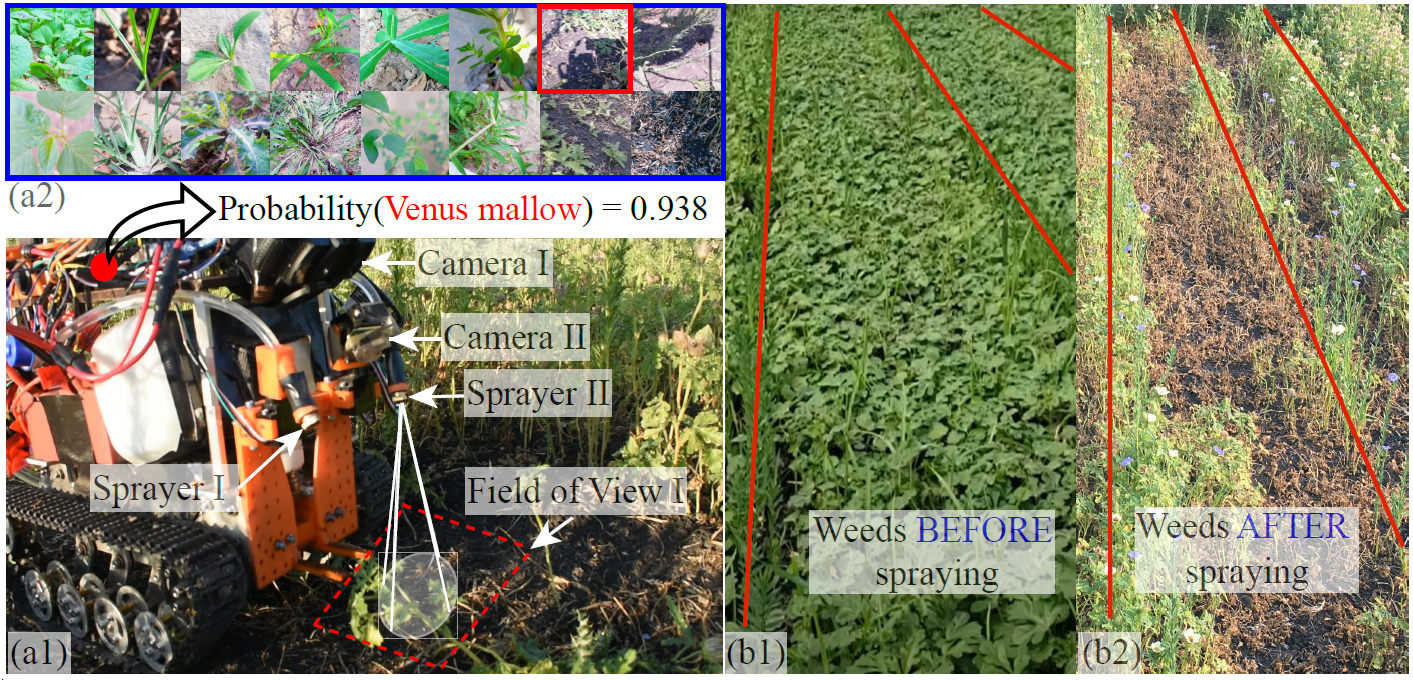 (a2)
Probability(Venus mallow) = 0.938
Camera I
Camera II
Sprayer II
Sprayer I
Field of View I
(a1)
Weeds BEFORE
spraying
(b1)
Weeds AFTER
spraying
(b2)